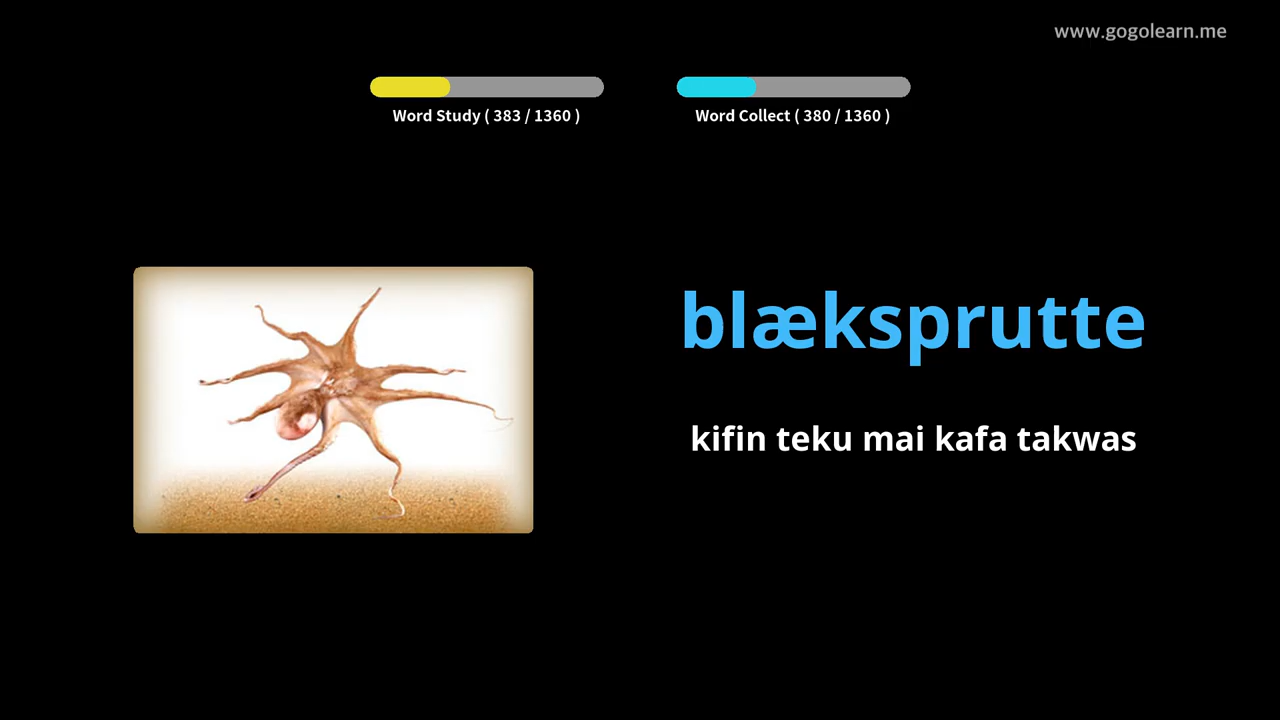 www.gogolearn.me
Word Study ( 383 / 1360 )
Word Collect ( 380 / 1360 )
blæksprutte
kifin teku mai kafa takwas